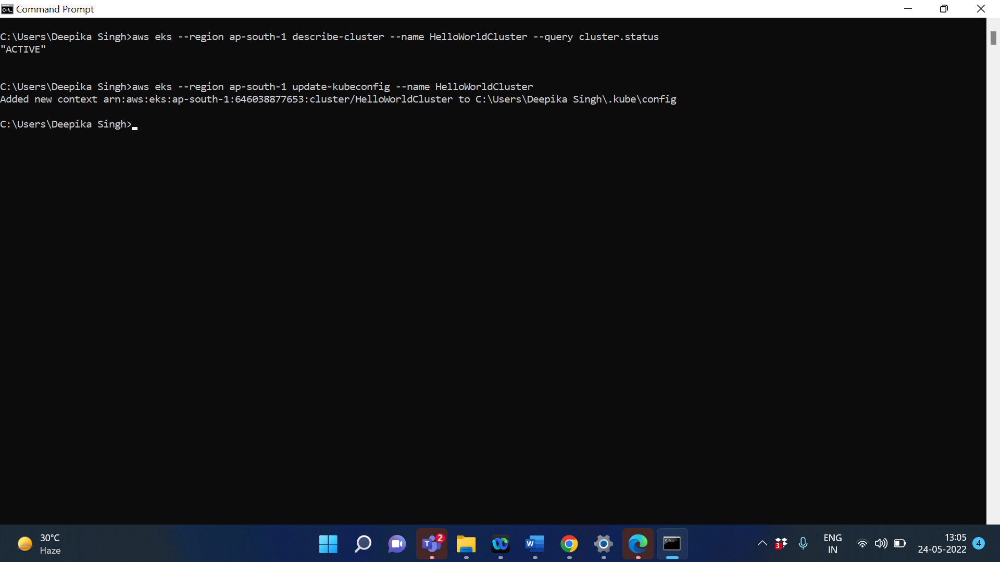 Command Prompt
C:\Users\Deepika Singh>aws eks --region ap-south-1 describe-cluster --name HelloWorldCluster --query cluster.status
"ACTIVE"
C:\Users\Deepika Singh>aws eks --region ap-south-1 update-kubeconfig --name HelloWorldCluster
Added new context arn:aws:eks:ap-south-1:646038877653:cluster/HelloWorldCluster to C:\Users\Deepika Singh\.kube\config
C:\Users\Deepika Singh>
30°C
Haze
2
T
W
C:\.
3
ENG
IN
13:05
24-05-2022
4